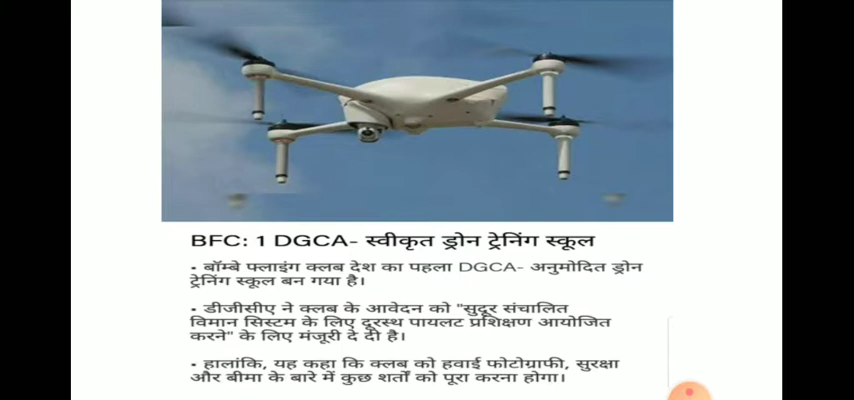 BFC: 1 DGCA- स्वीकृत ड्रोन ट्रेनिंग स्कूल
• बॉम्बे फ्लाइंग क्लब देश का पहला DGCA- अनुमोदित ड्रोन
ट्रेनिंग स्कूल बन गया है।
• डीजीसीए ने क्लब के आवेदन को "सुदूर संचालित
विमान सिस्टम के लिए दूरस्थ पायलट प्रशिक्षण आयोजित
करने" के लिए मंजूरी दे दी है।
• हालांकि, यह कहा कि क्लब को हवाई फोटोग्राफी, सुरक्षा
और बीमा के बारे में कुछ शर्तों को पूरा करना होगा।